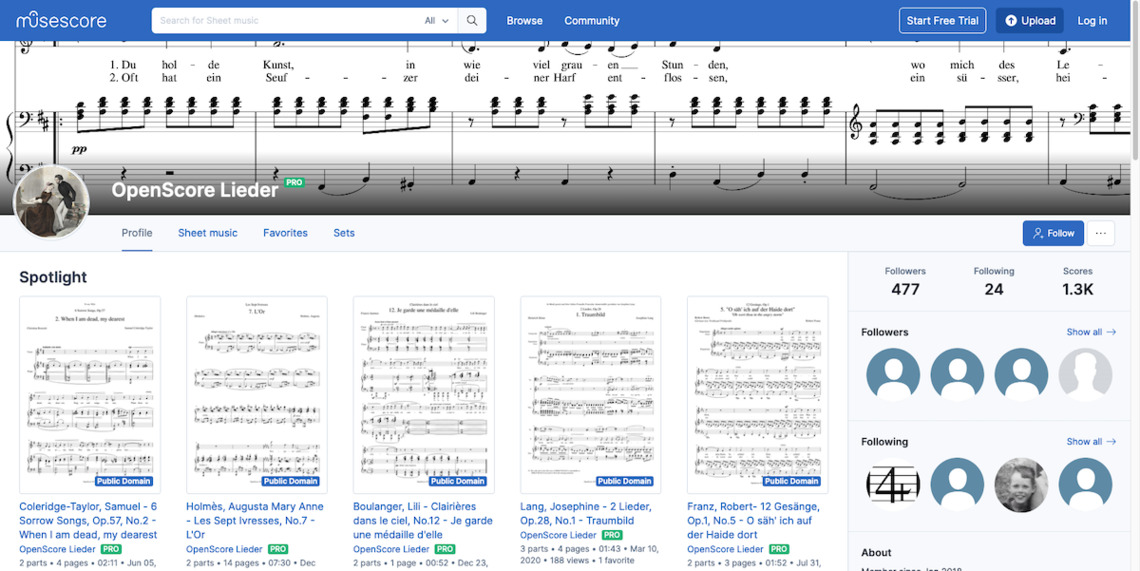 musescore
Search for Sheet music
All
Browse
Community
Start Free Trial
Upload
Log in
1. Du hol - de Kunst, in wie viel grau - en Stun - den, wo mich des Le -
2. Oft hat ein Seuf - zer dei - ner Harf ent - flos - sen, ein sü - sser, hei -
pp
OpenScore Lieder PRO
Profile
Sheet music
Favorites
Sets
Follow
Spotlight
2. When I am dead, my dearest
Public Domain
Coleridge-Taylor, Samuel - 6
Sorrow Songs, Op.57, No.2 -
When I am dead, my dearest
OpenScore Lieder PRO
2 parts • 4 pages • 02:11 • Jun 05,
7. L'Or
Public Domain
Holmès, Augusta Mary Anne
- Les Sept Ivresses, No.7 -
L'Or
OpenScore Lieder PRO
2 parts • 14 pages • 07:30 • Dec
12. Je garde une médaille d'elle
Public Domain
Boulanger, Lili - Clairières
dans le ciel, No.12 - Je garde
une médaille d'elle
OpenScore Lieder PRO
2 parts • 1 page • 00:52 • Dec 23,
1. Traumbild
Public Domain
Lang, Josephine - 2 Lieder,
Op.28, No.1 - Traumbild
OpenScore Lieder PRO
3 parts • 4 pages • 01:43 • Mar 10,
2020 • 188 views • 1 favorite
5. "O säh' ich auf der Haide dort"
Public Domain
Franz, Robert- 12 Gesänge,
Op.1, No.5 - O säh' ich auf
der Haide dort
OpenScore Lieder PRO
2 parts • 3 pages • 01:52 • Jul 31,
Followers
477
Following
24
Scores
1.3K
Followers
Show all
Following
Show all
About
Member since Jan 2018